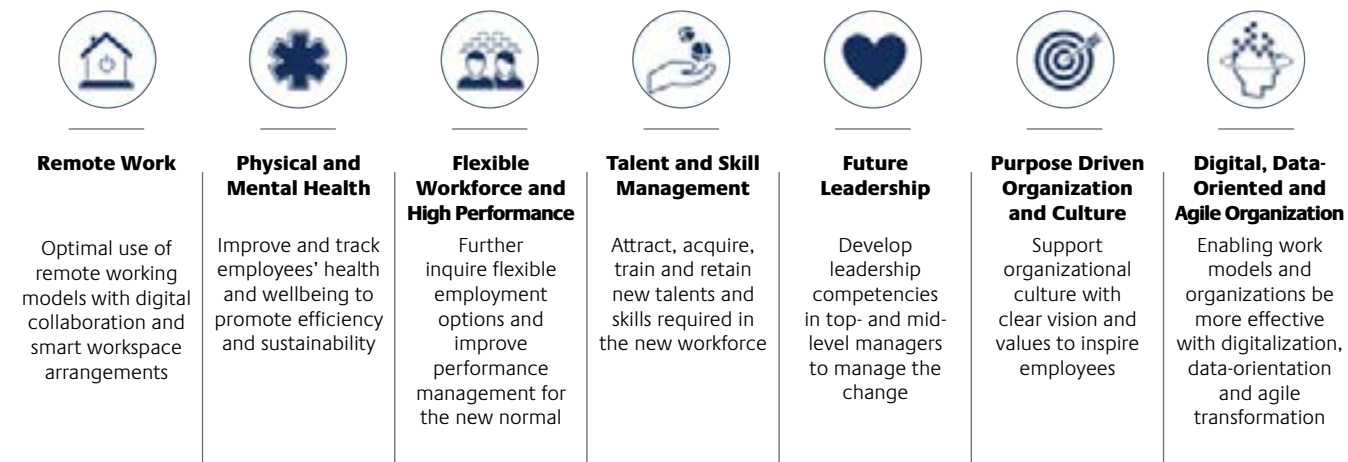 Remote Work
Optimal use of
remote working
models with digital
collaboration and
smart workspace
arrangements
Physical and
Mental Health
Improve and track
employees’ health
and wellbeing to
promote efficiency
and sustainability
Flexible
Workforce and
High Performance
Further
inquire flexible
employment
options and
improve
performance
management for
the new normal
Talent and Skill
Management
Attract, acquire,
train and retain
new talents and
skills required in
the new workforce
Future
Leadership
Develop
leadership
competencies
in top- and mid-
level managers
to manage the
change
Purpose Driven
Organization
and Culture
Support
organizational
culture with
clear vision and
values to inspire
employees
Digital, Data-
Oriented and
Agile Organization
Enabling work
models and
organizations be
more effective
with digitalization,
data-orientation
and agile
transformation